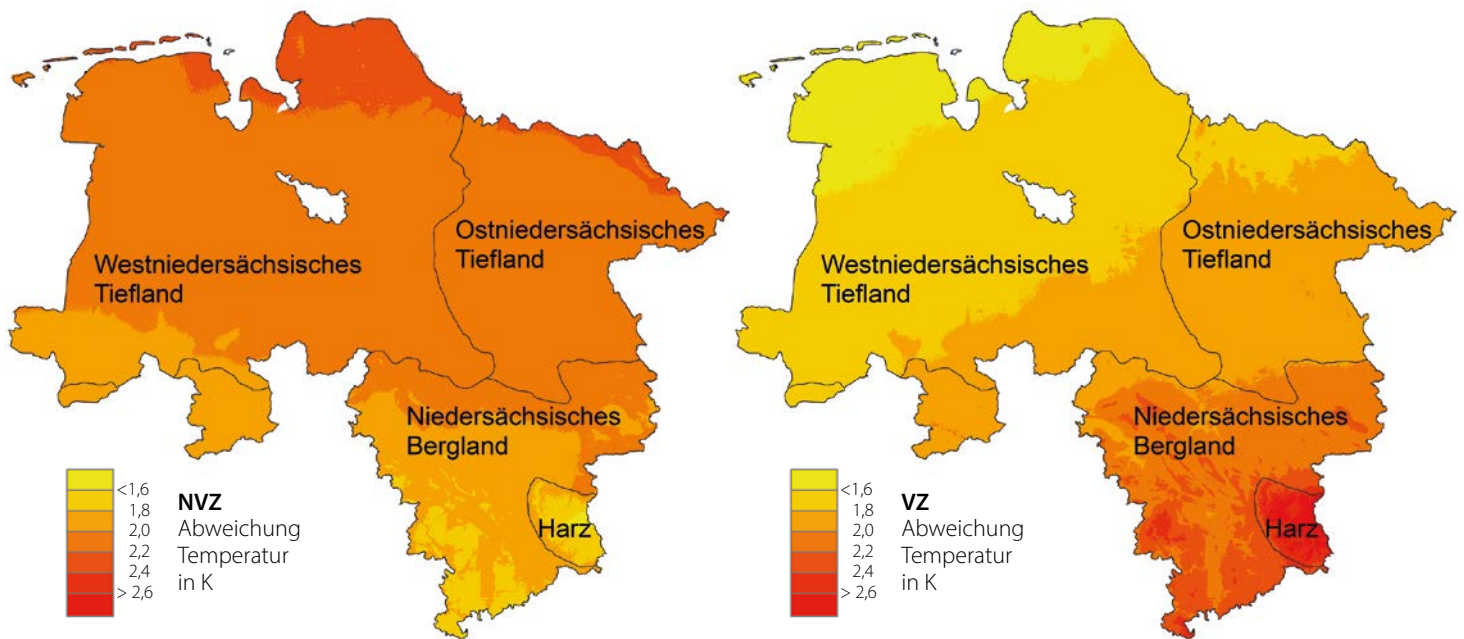 Westniedersächsisches
Tiefland
Ostniedersächsisches
Tiefland
Niedersächsisches
Bergland
Harz
<1,6
1,8
2,0
2,2
2,4
> 2,6
NVZ
Abweichung
Temperatur
in K
Westniedersächsisches
Tiefland
Ostniedersächsisches
Tiefland
Niedersächsisches
Bergland
Harz
<1,6
1,8
2,0
2,2
2,4
> 2,6
VZ
Abweichung
Temperatur
in K